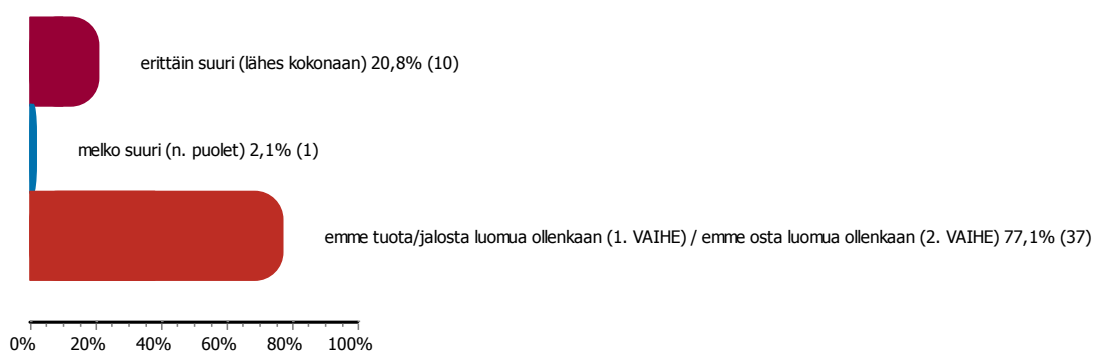 erittäin suuri (lähes kokonaan) 20,8% (10)
melko suuri (n. puolet) 2,1% (1)
emme tuota/jalosta luomua ollenkaan (1. VAIHE) / emme osta luomua ollenkaan (2. VAIHE) 77,1% (37)
0% 20% 40% 60% 80% 100%